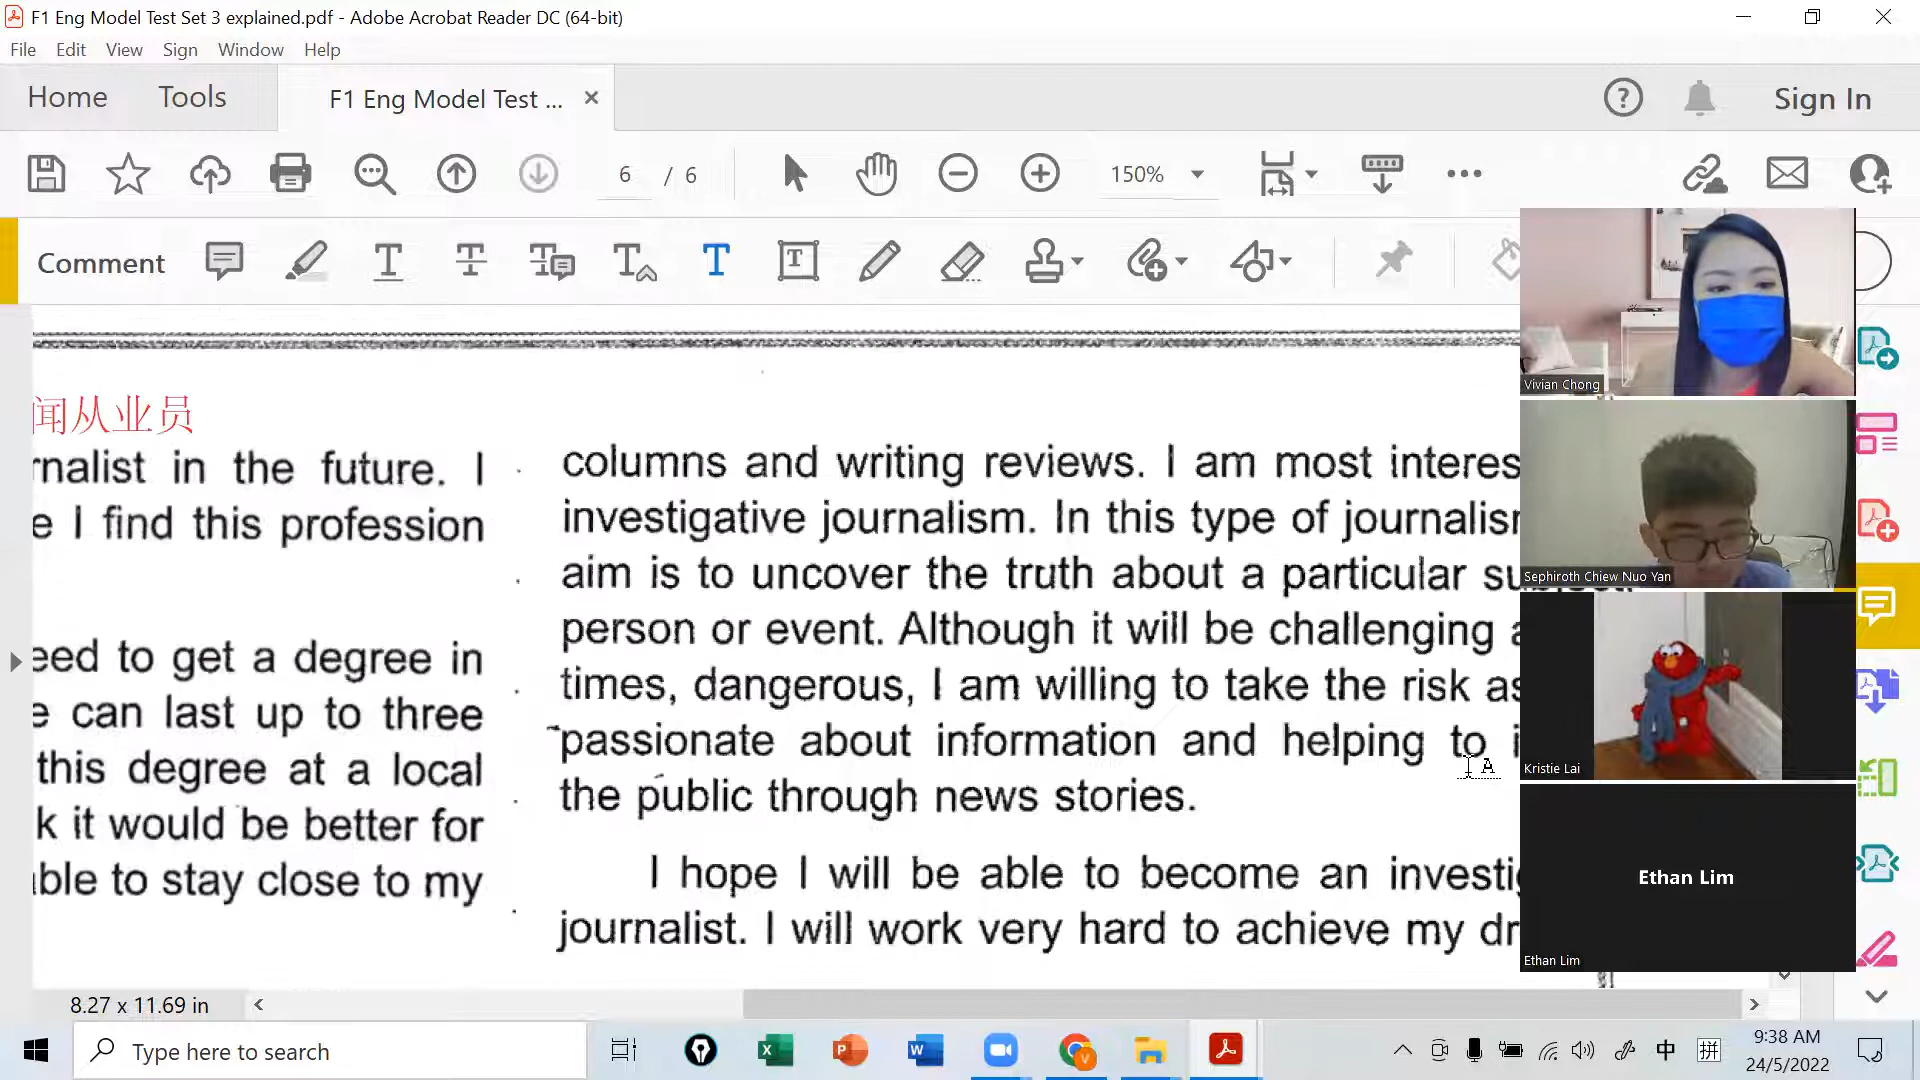 F1 Eng Model Test Set 3 explained.pdf - Adobe Acrobat Reader DC (64-bit)
File Edit View Sign Window Help
Home Tools F1 Eng Model Test ... Sign In
6 / 6 150%
Comment
闻从业员
rnalist in the future. I
e I find this profession
eed to get a degree in
e can last up to three
this degree at a local
k it would be better for
able to stay close to my
columns and writing reviews. I am most interes
investigative journalism. In this type of journalism
aim is to uncover the truth about a particular subject.
person or event. Although it will be challenging a
times, dangerous, I am willing to take the risk as
passionate about information and helping to i
the public through news stories.
I hope I will be able to become an investig
journalist. I will work very hard to achieve my dr
Vivian Chong
Sephiroth Chiew Nuo Yan
Kristie Lai
Ethan Lim
Ethan Lim
8.27 x 11.69 in
Type here to search
中 拼
9:38 AM
24/5/2022